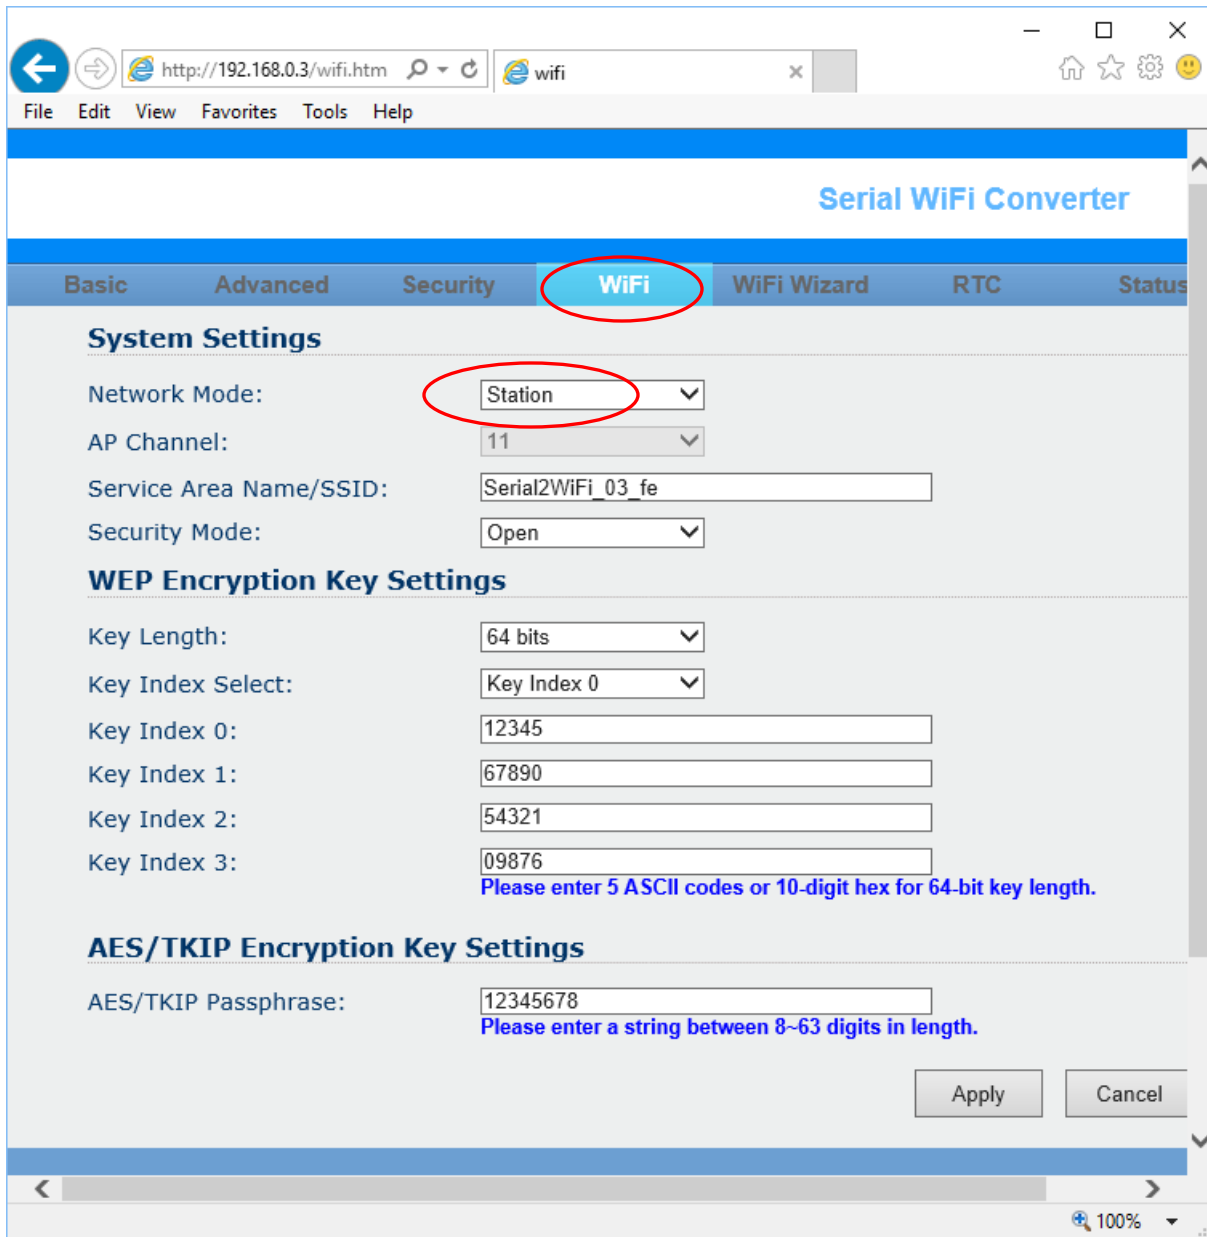 http://192.168.0.3/wifi.htm wifi
File Edit View Favorites Tools Help
Serial WiFi Converter
Basic Advanced Security WiFi WiFi Wizard RTC Status
System Settings
Network Mode: Station
AP Channel: 11
Service Area Name/SSID: Serial2WiFi_03_fe
Security Mode: Open
WEP Encryption Key Settings
Key Length: 64 bits
Key Index Select: Key Index 0
Key Index 0: 12345
Key Index 1: 67890
Key Index 2: 54321
Key Index 3: 09876
Please enter 5 ASCII codes or 10-digit hex for 64-bit key length.
AES/TKIP Encryption Key Settings
AES/TKIP Passphrase: 12345678
Please enter a string between 8~63 digits in length.
Apply Cancel
100%